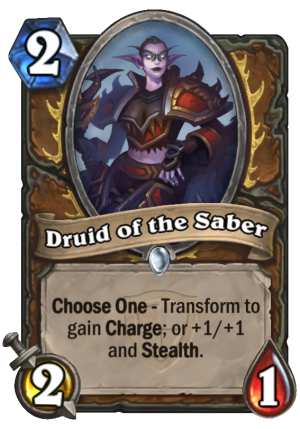 2
Druid of the Saber
Choose One - Transform to
gain Charge; or +1/+1
and Stealth.
2
1